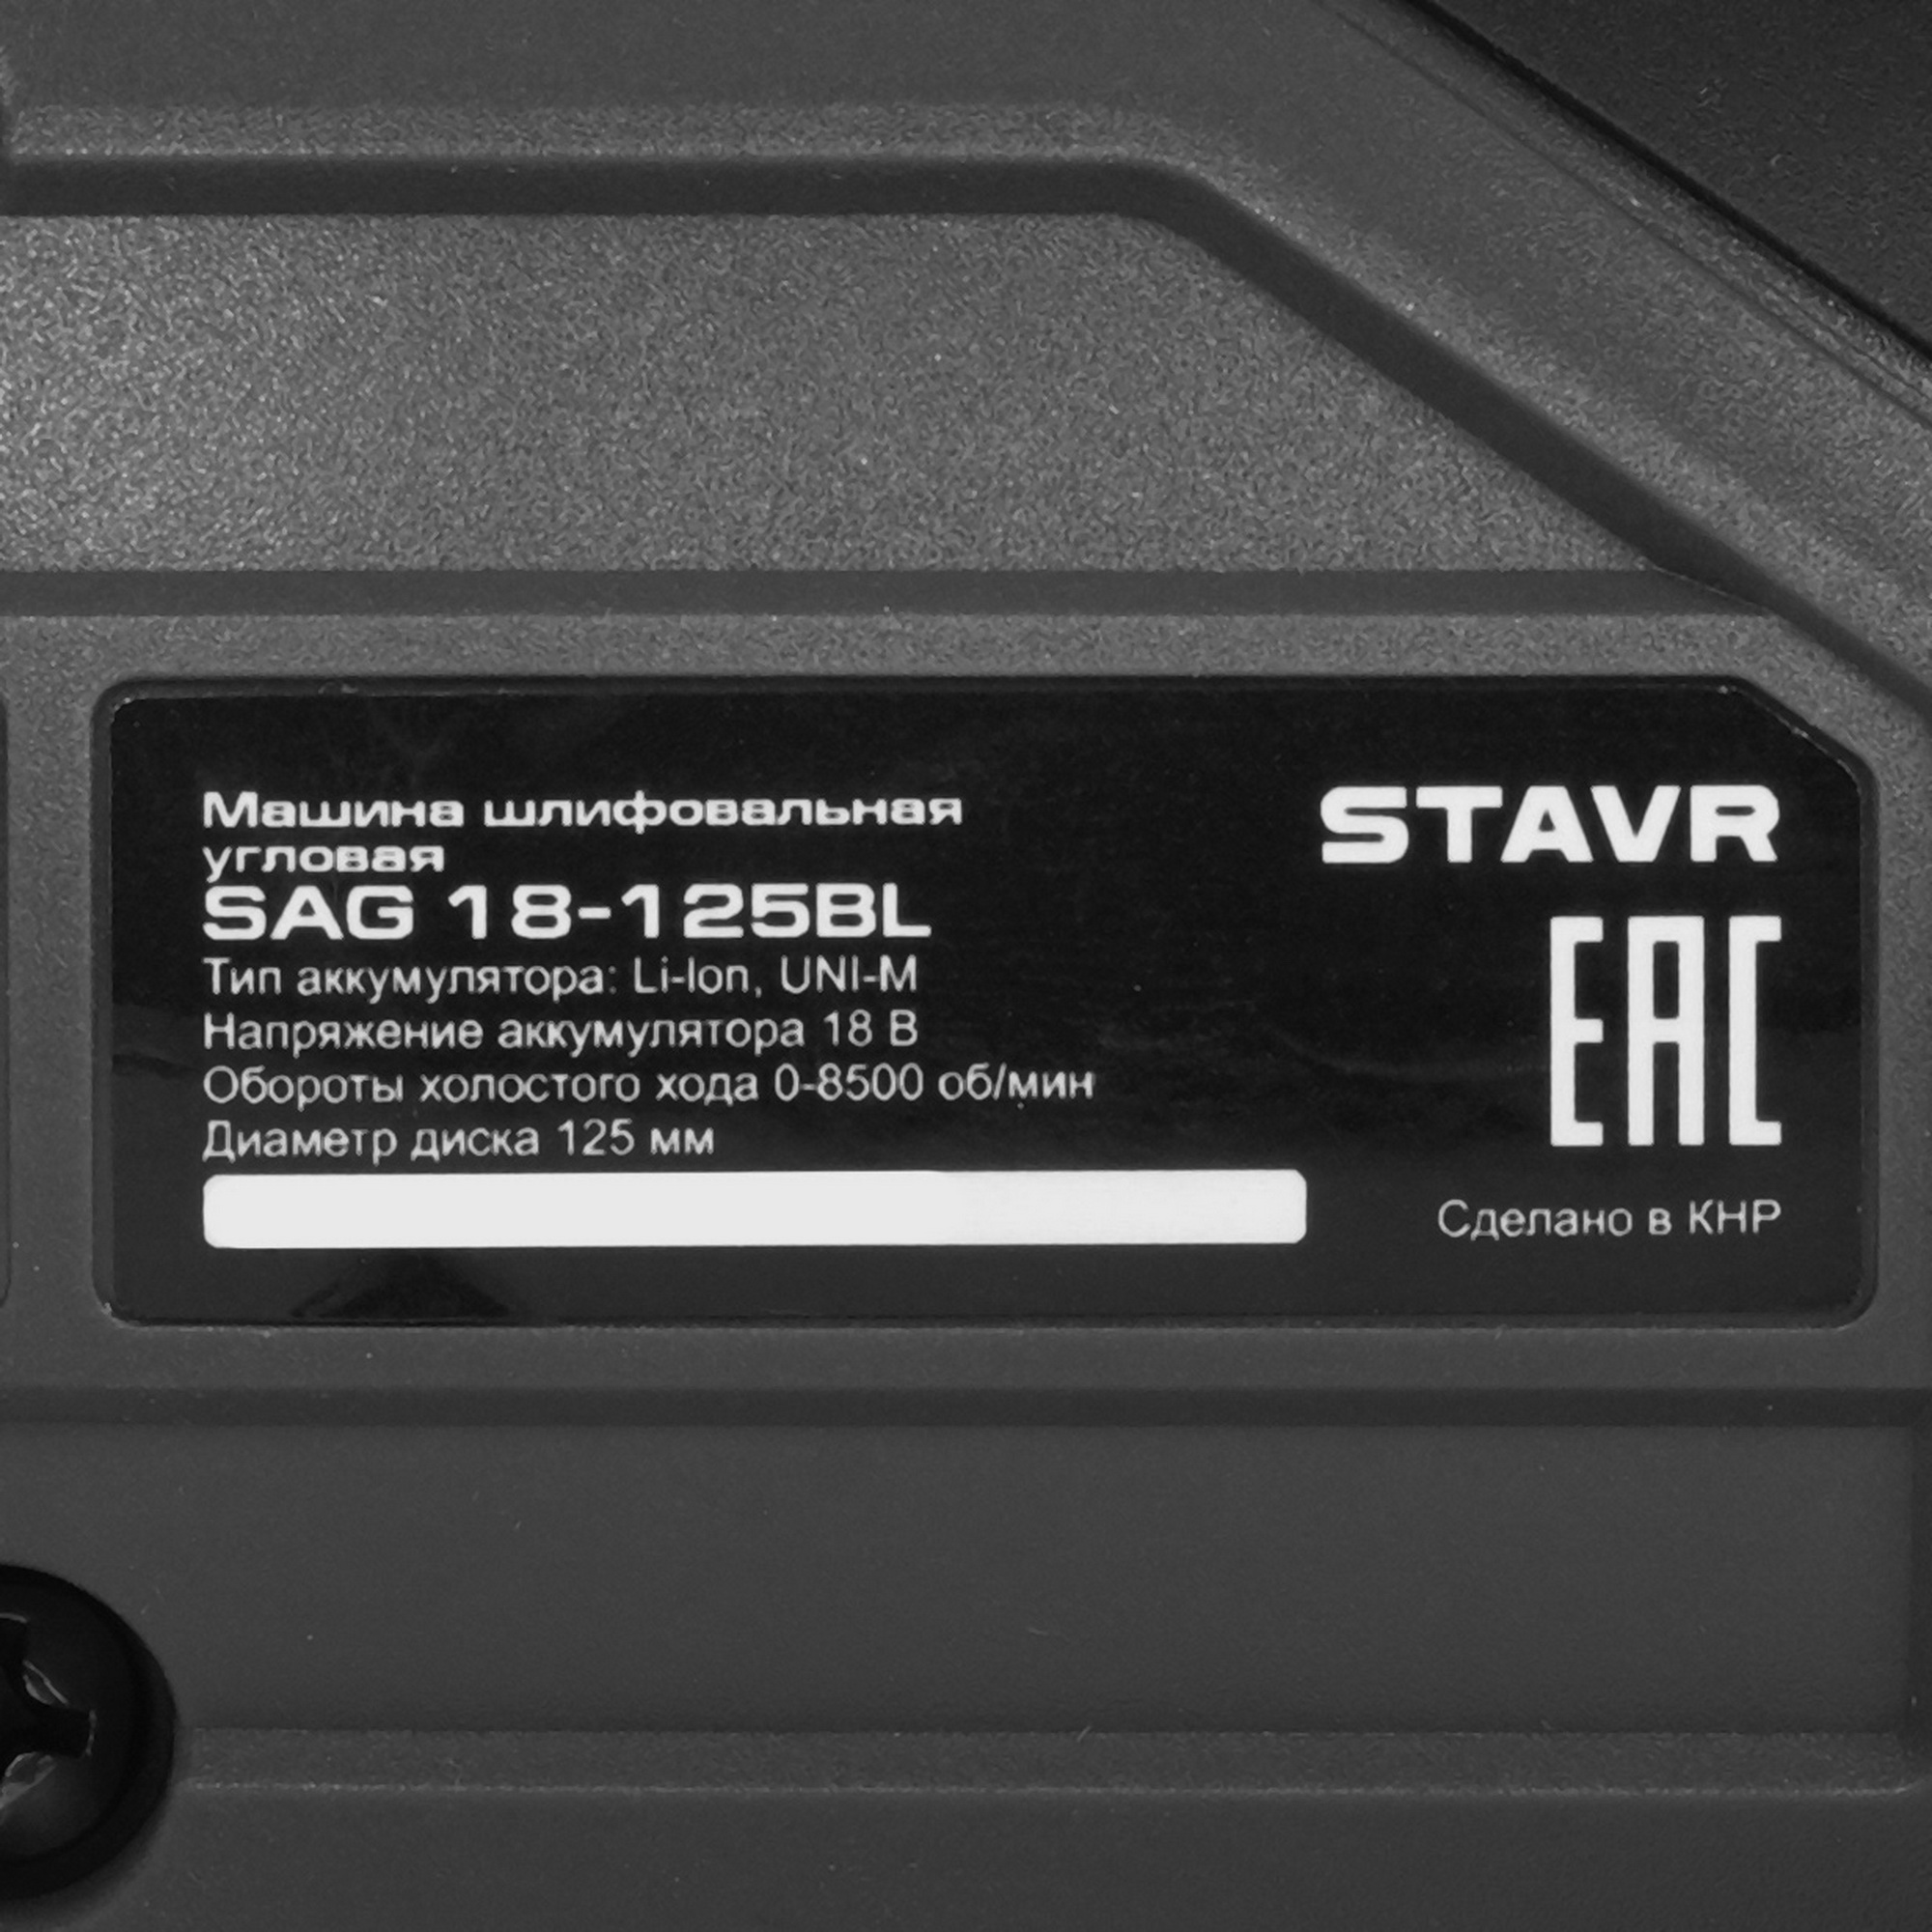 Машина шлифовальная
угловая
SAG 18-125BL
Тип аккумулятора: Li-Ion, UNI-M
Напряжение аккумулятора 18 В
Обороты холостого хода 0-8500 об/мин
Диаметр диска 125 мм
STAVR
EAC
Сделано в КНР